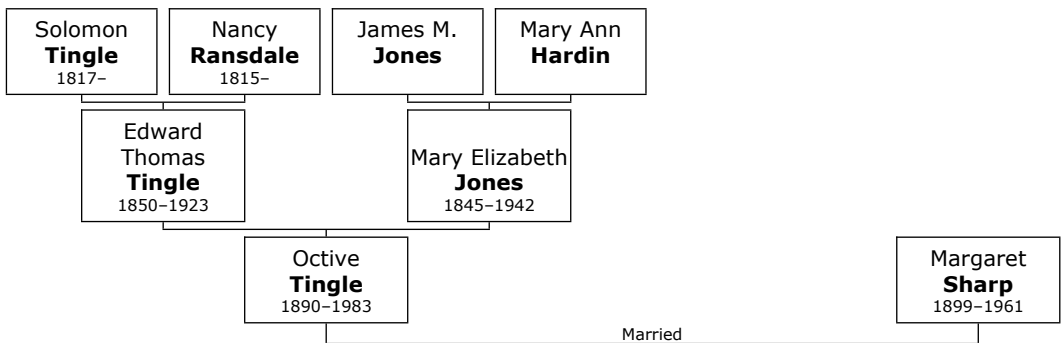 Solomon
Tingle
1817–
Nancy
Ransdale
1815–
James M.
Jones
Mary Ann
Hardin
Edward
Thomas
Tingle
1850–1923
Mary Elizabeth
Jones
1845–1942
Octive
Tingle
1890–1983
Margaret
Sharp
1899–1961
Married